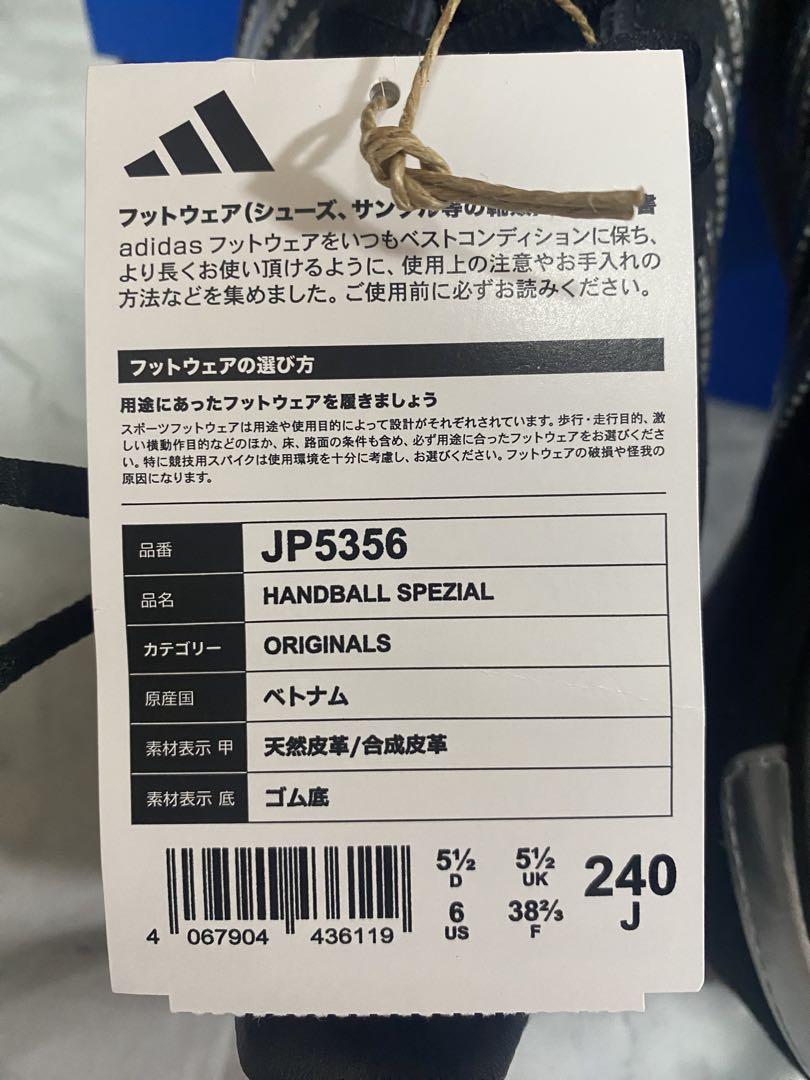 フットウェア(シューズ、サンダル等の 書
adidas フットウェアをいつもベストコンディションに保ち、
より長くお使い頂けるように、使用上の注意やお手入れの
方法などを集めました。ご使用前に必ずお読みください。
フットウェアの選び方
用途にあったフットウェアを履きましょう
スポーツフットウェアは用途や使用目的によって設計がそれぞれされています。歩行・走行目的、激
しい横動作目的などのほか、床、路面の条件も含め、必ず用途に合ったフットウェアをお選びくださ
い。特に競技用スパイクは使用環境を十分に考慮し、お選びください。フットウェアの破損や怪我の
原因になります。
品番 JP5356
品名 HANDBALL SPEZIAL
カテゴリー ORIGINALS
原産国 ベトナム
素材表示 甲 天然皮革/合成皮革
素材表示 底 ゴム底
5½ 5½ 240
D UK J
6 38⅔
US F
4 067904 436119